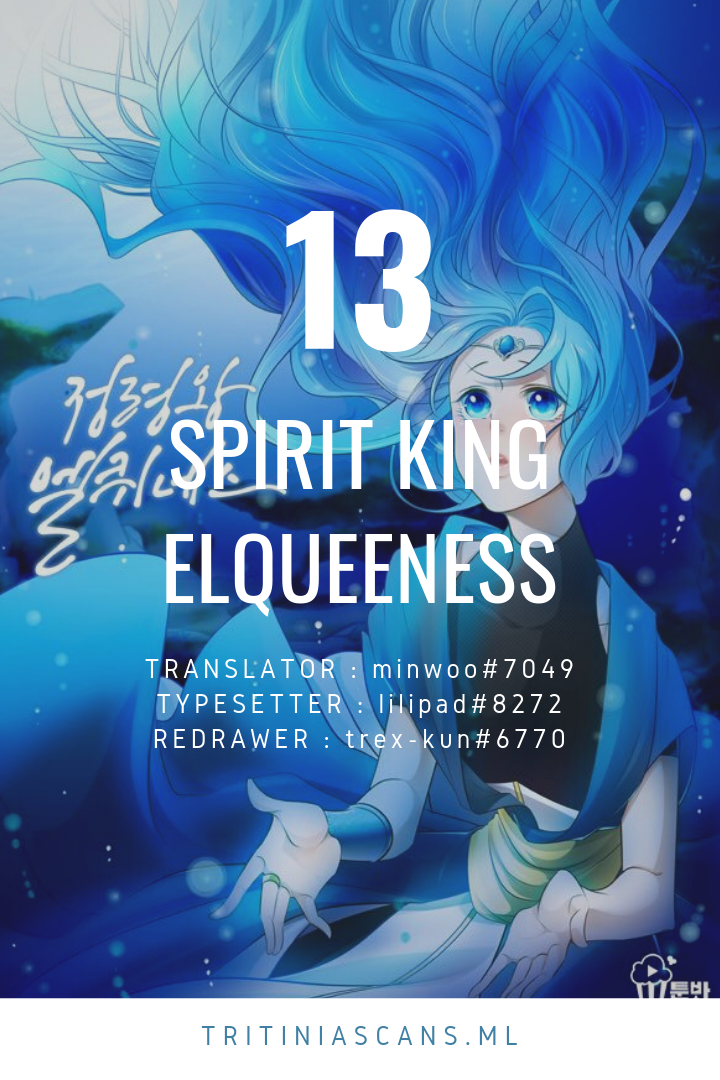 13
정령왕
엘퀴네스
SPIRIT KING
ELQUEENESS
TRANSLATOR : minwoo#7049
TYPESETTER : lilipad#8272
REDRAWER : trex-kun#6770
툰반
TRITINIASCANS.ML